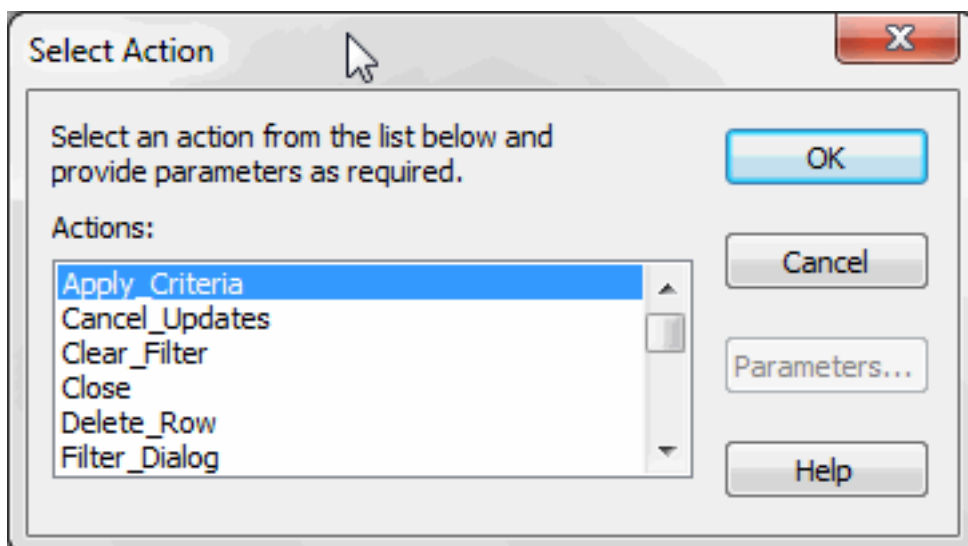 Select Action
Select an action from the list below and
provide parameters as required.
OK
Actions:
Cancel
Apply_Criteria
Cancel_Updates
Clear_Filter
Close
Delete_Row
Filter_Dialog
Parameters...
Help